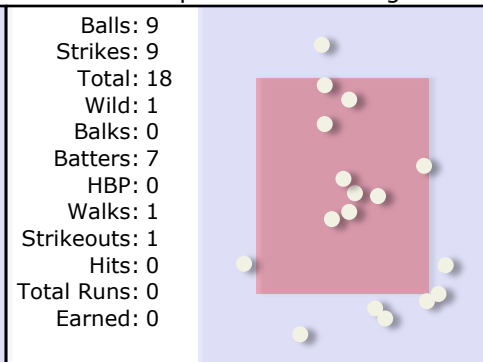 Balls: 9
Strikes: 9
Total: 18
Wild: 1
Balks: 0
Batters: 7
HBP: 0
Walks: 1
Strikeouts: 1
Hits: 0
Total Runs: 0
Earned: 0